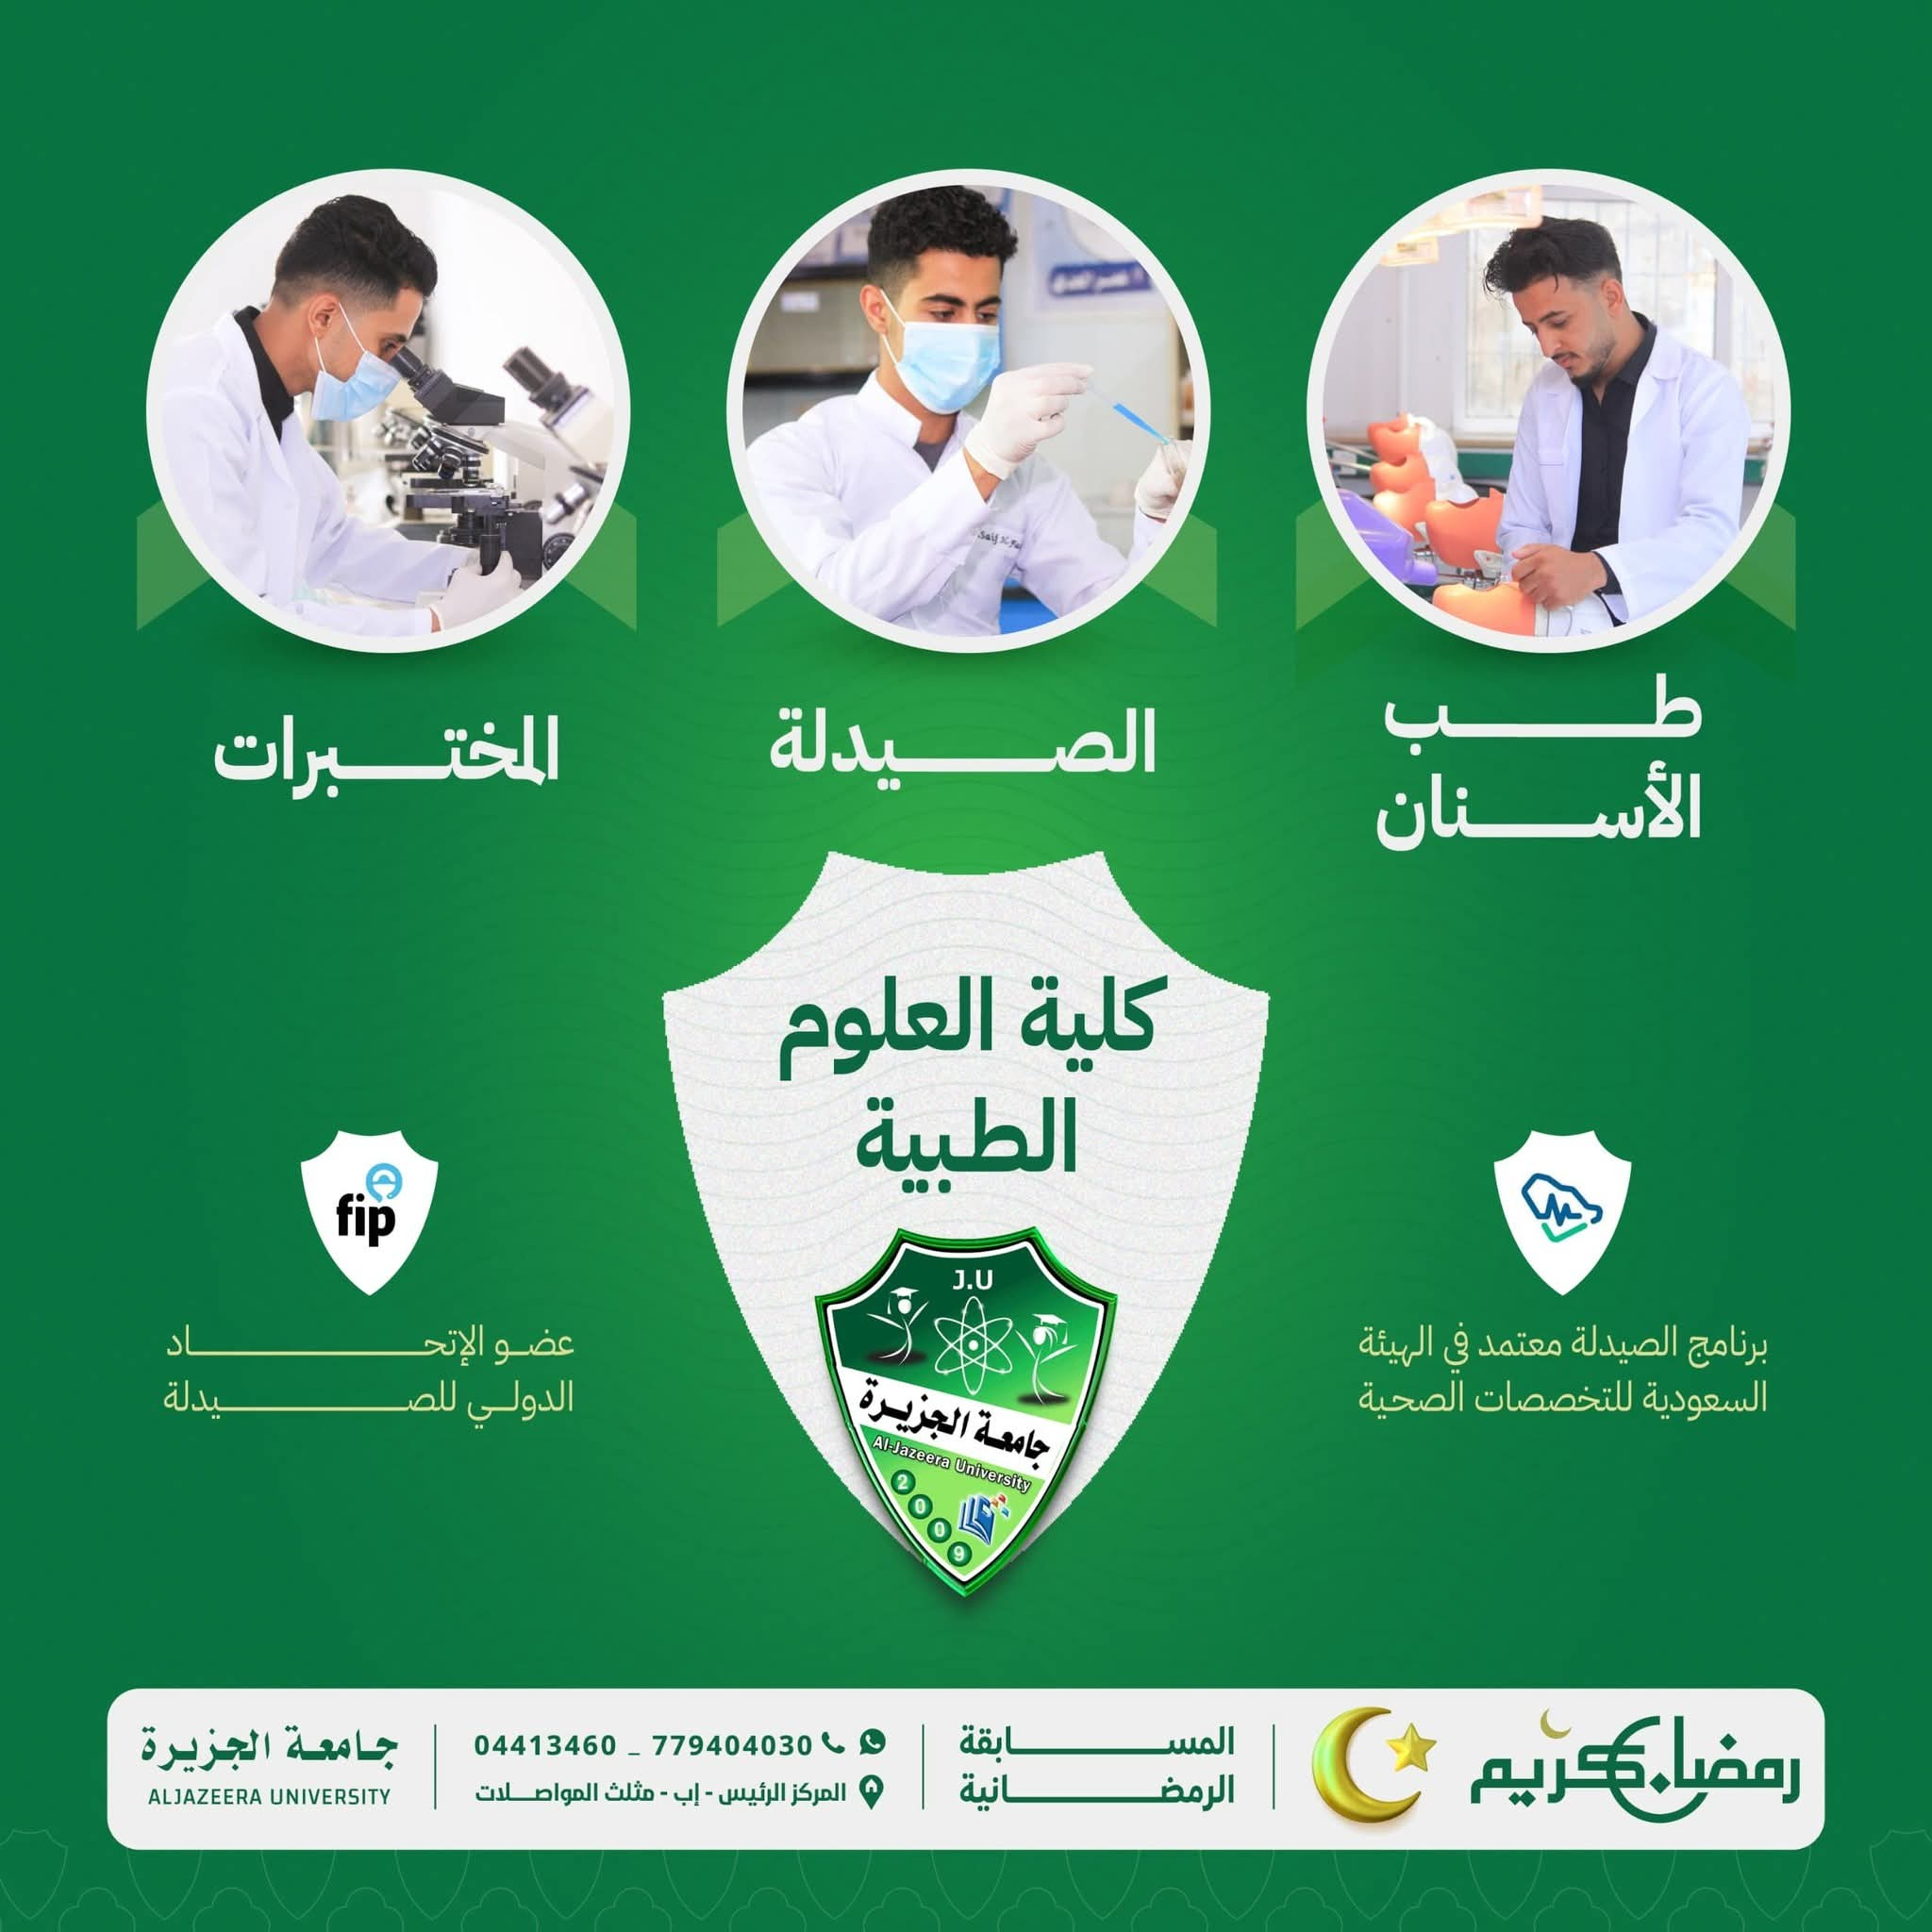 طب
الأسنان
الصيدلة
المختبرات
كلية العلوم
الطبية
J.U
جامعة الجزيرة
Al-Jazeera University
2009
برنامج الصيدلة معتمد في الهيئة
السعودية للتخصصات الصحية
fip
عضو الإتحاد
الدولي للصيدلة
رمضان كريم
المسابقة
الرمضانية
04413460 _ 779404030
المركز الرئيس - إب - مثلث المواصلات
جامعة الجزيرة
ALJAZEERA UNIVERSITY